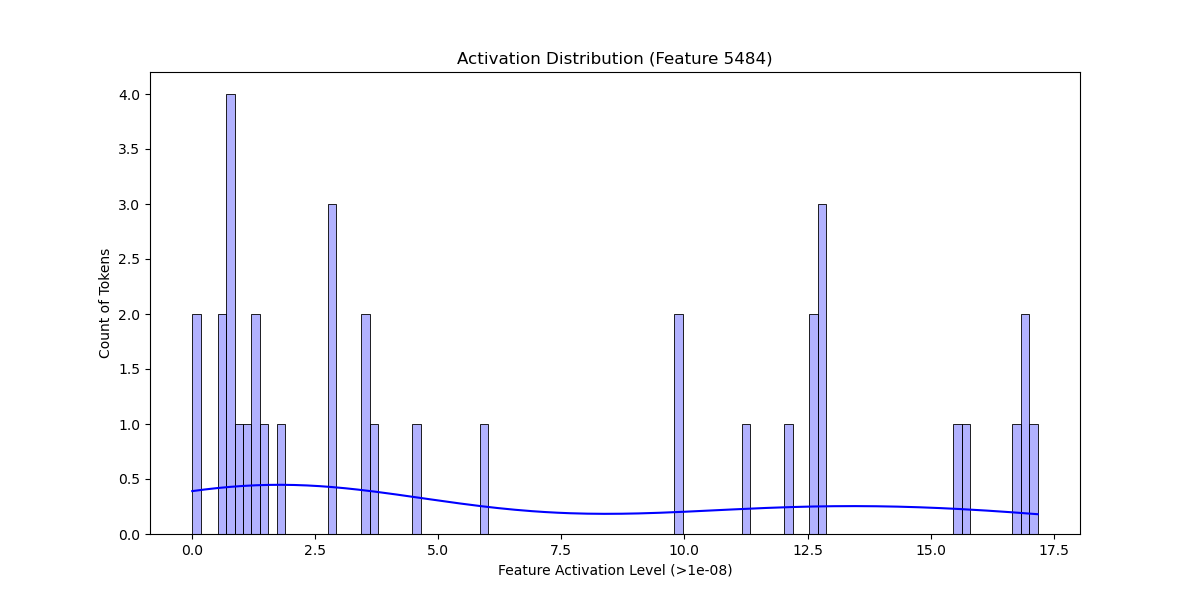 Activation Distribution (Feature 5484)
Count of Tokens
4.0
3.5
3.0
2.5
2.0
1.5
1.0
0.5
0.0
0.0 2.5 5.0 7.5 10.0 12.5 15.0 17.5
Feature Activation Level (>1e-08)